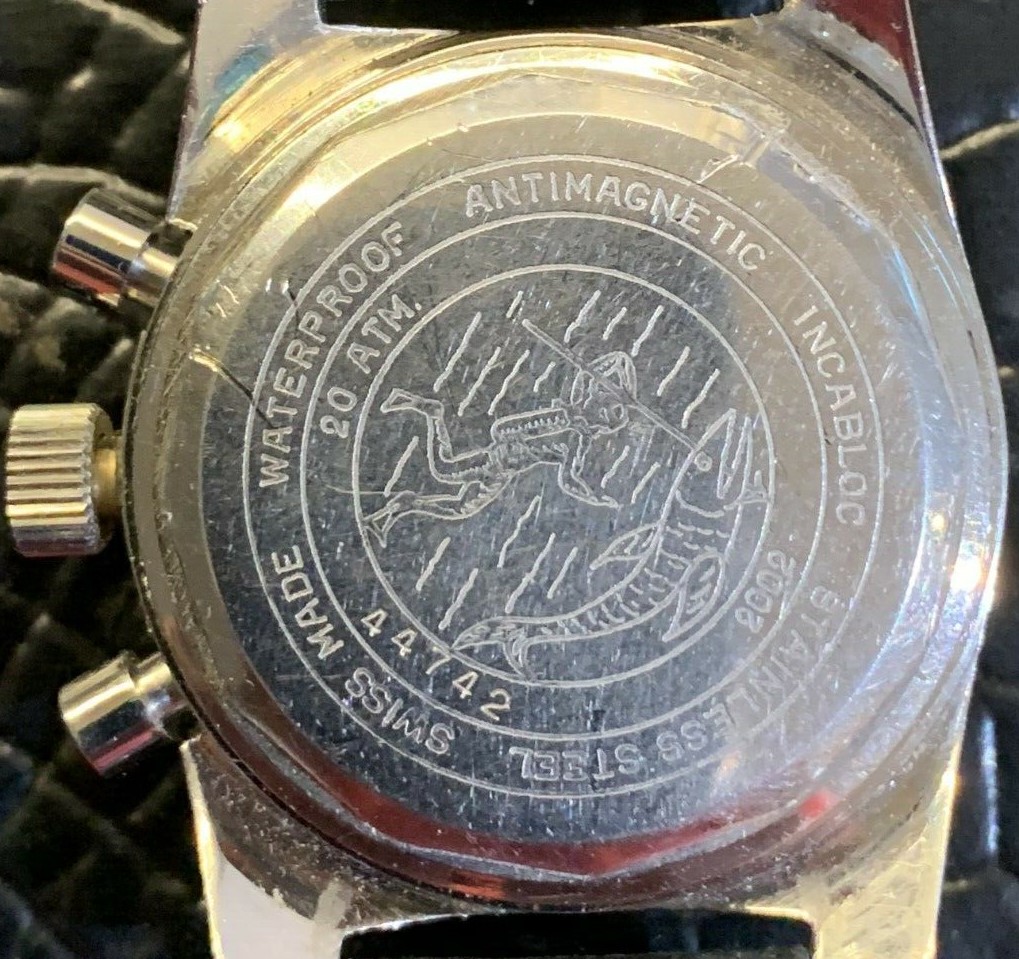 WATERPROOF ANTIMAGNETIC INCABLOC STAINLESS STEEL SWISS MADE
20 ATM.
2002
44742